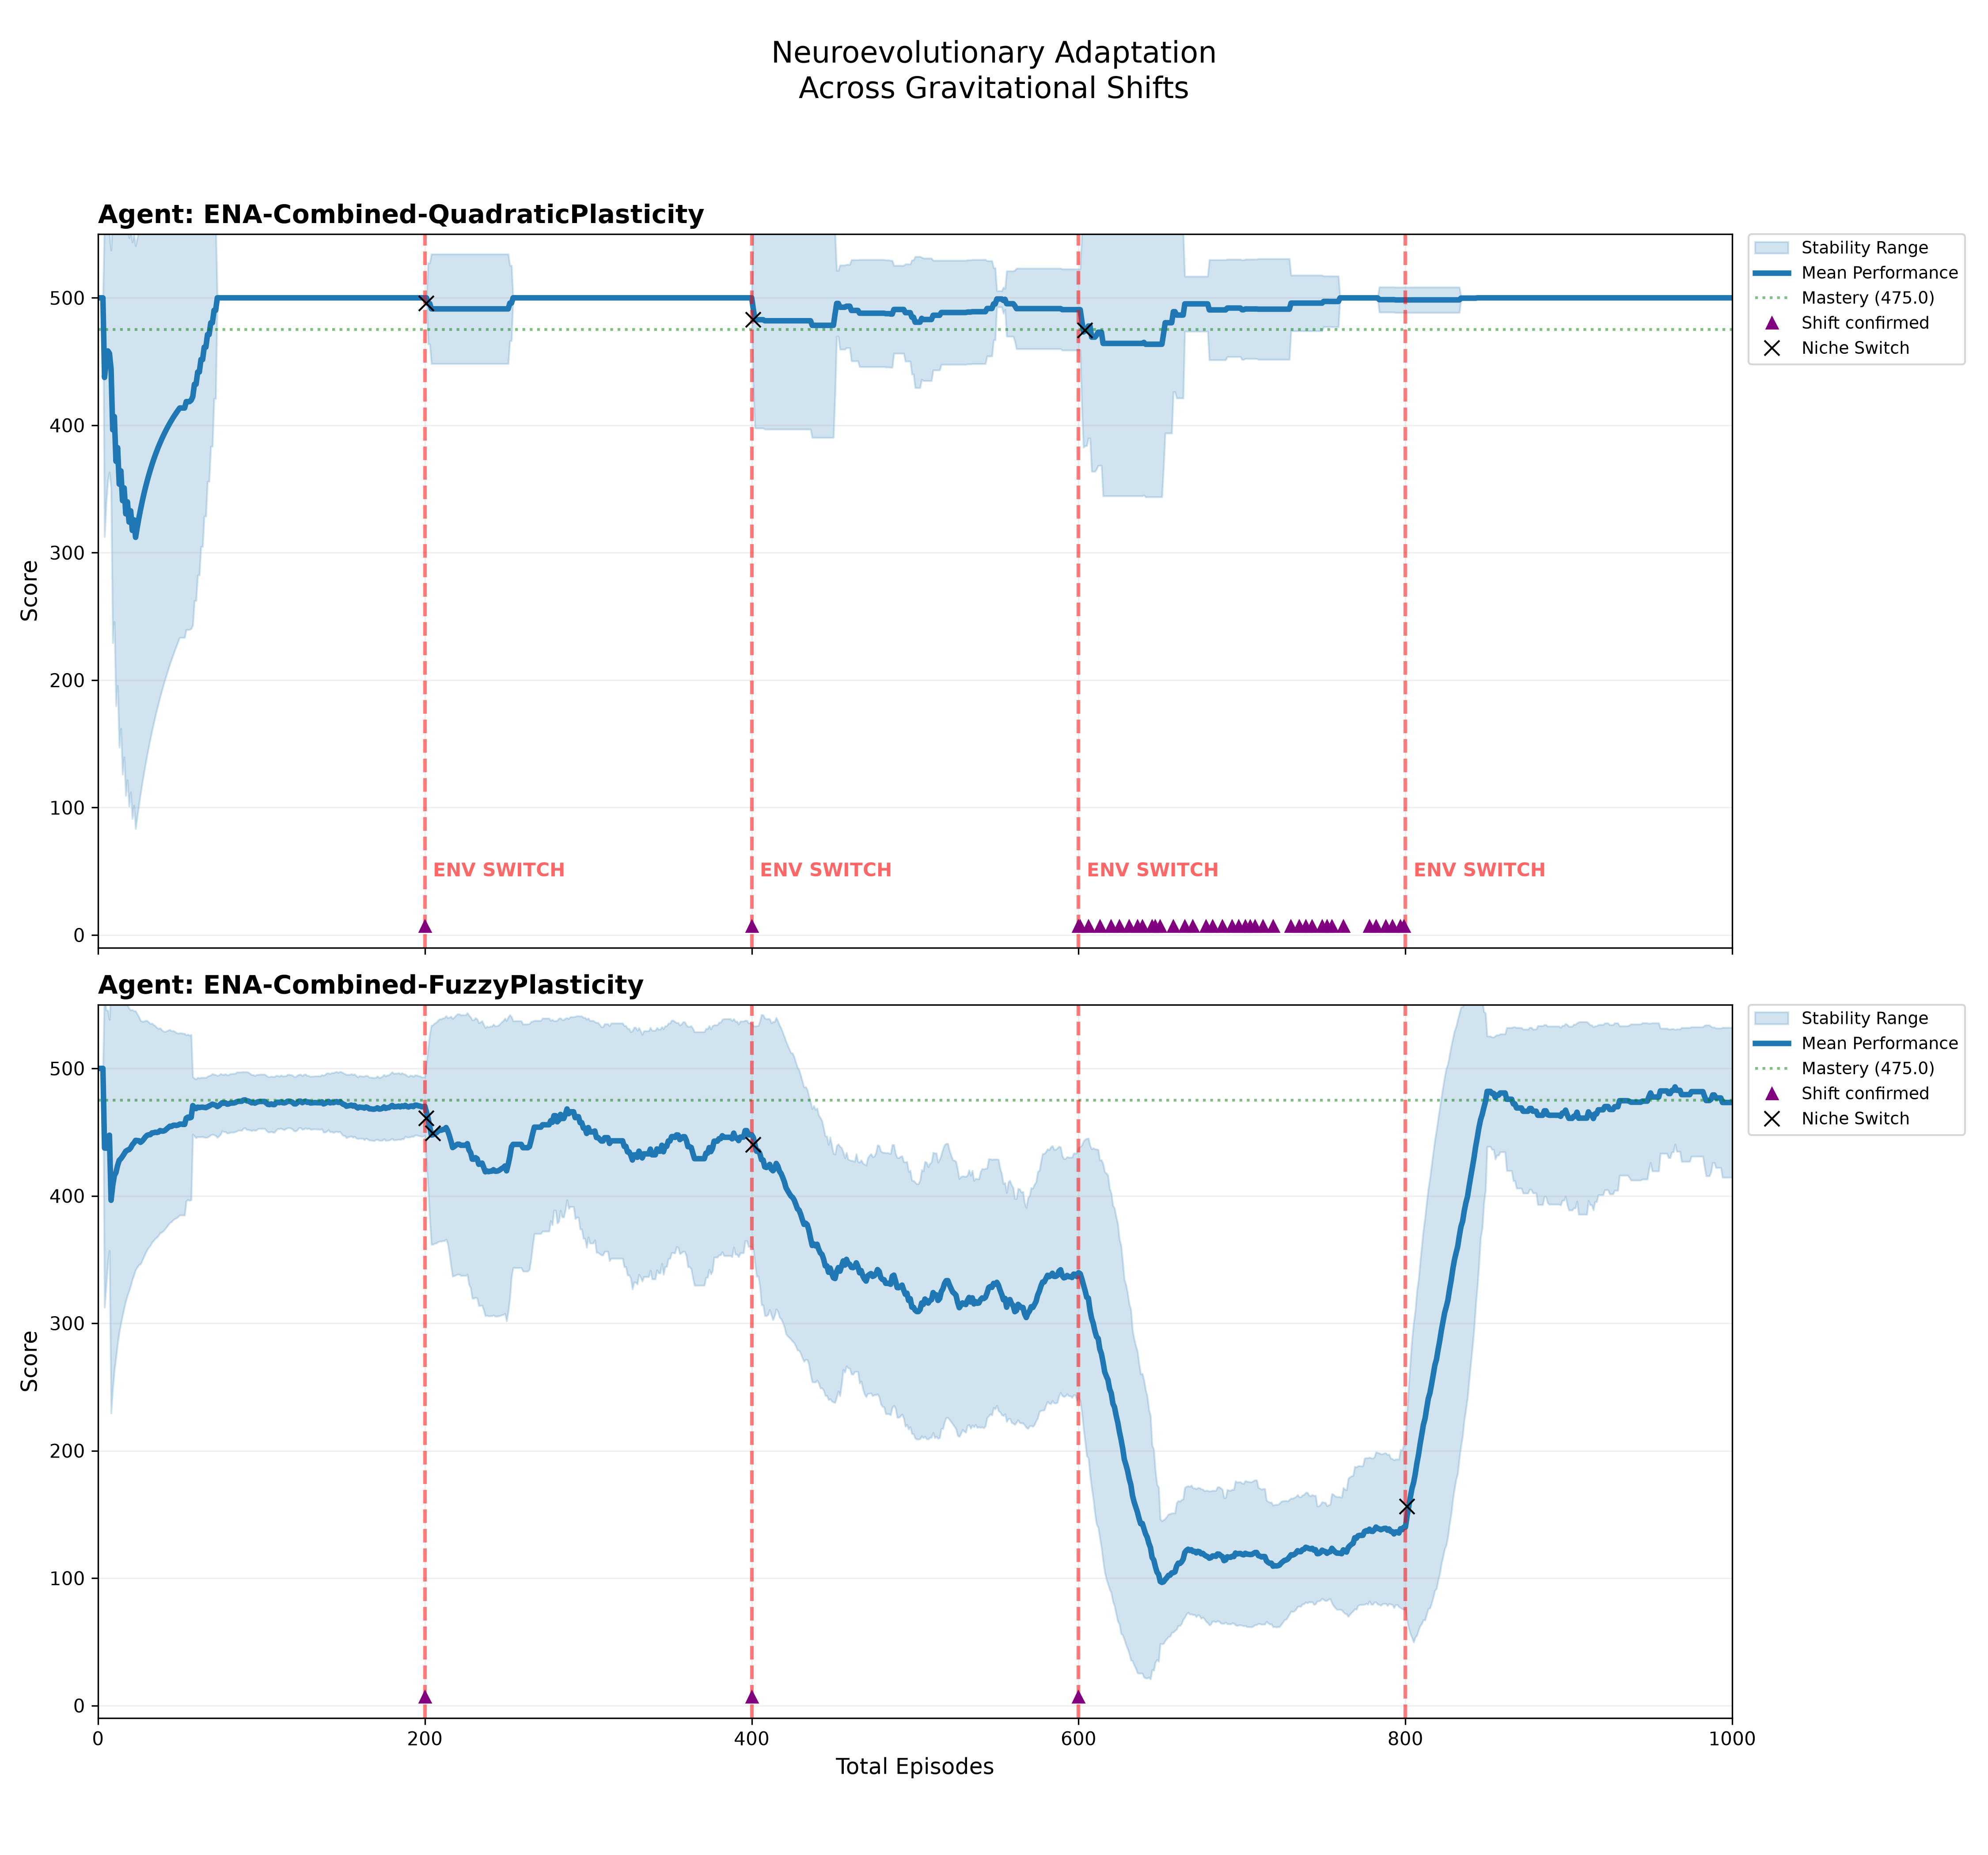 Neuroevolutionary Adaptation
Across Gravitational Shifts
Agent: ENA-Combined-QuadraticPlasticity
Score
500
400
300
200
100
0
ENV SWITCH
ENV SWITCH
ENV SWITCH
ENV SWITCH
Stability Range
Mean Performance
Mastery (475.0)
Shift confirmed
Niche Switch
Agent: ENA-Combined-FuzzyPlasticity
Score
500
400
300
200
100
0
Stability Range
Mean Performance
Mastery (475.0)
Shift confirmed
Niche Switch
0
200
400
600
800
1000
Total Episodes